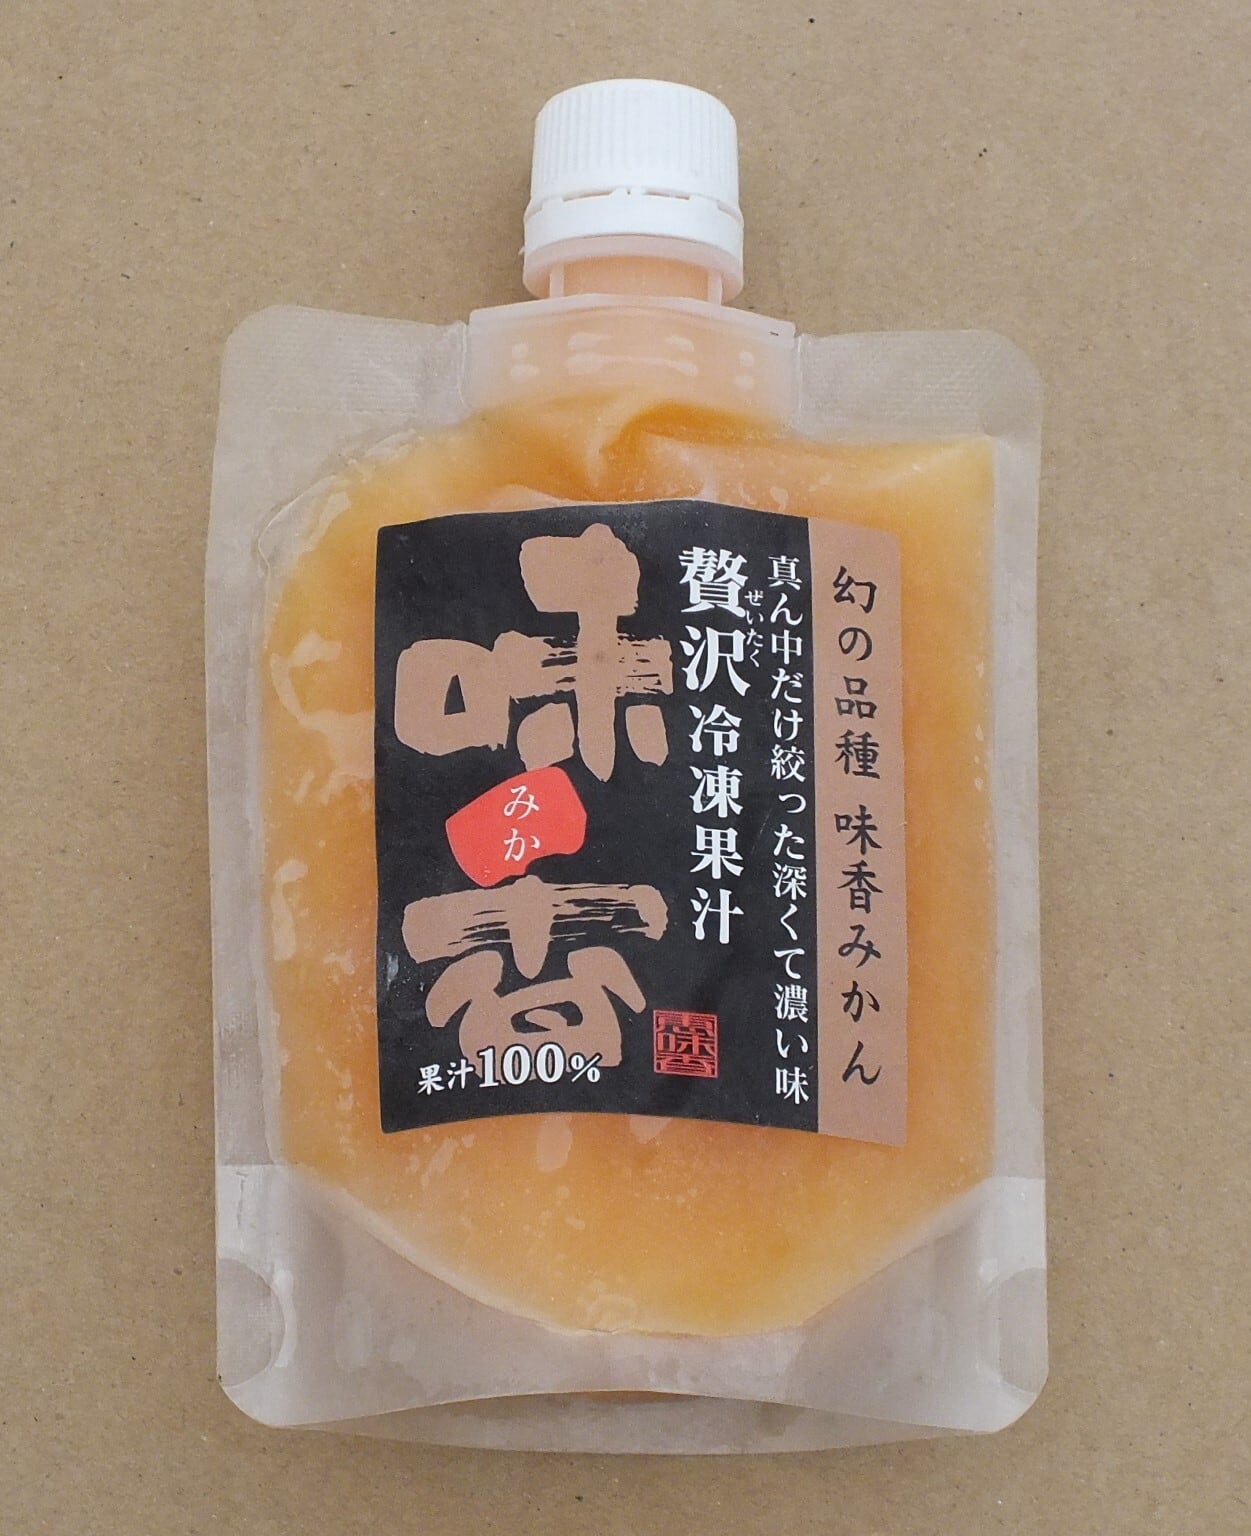 幻の品種 味香みかん
真ん中だけ絞った深くて濃い味
贅沢冷凍果汁
ぜいたく
味香
みか
果汁100%